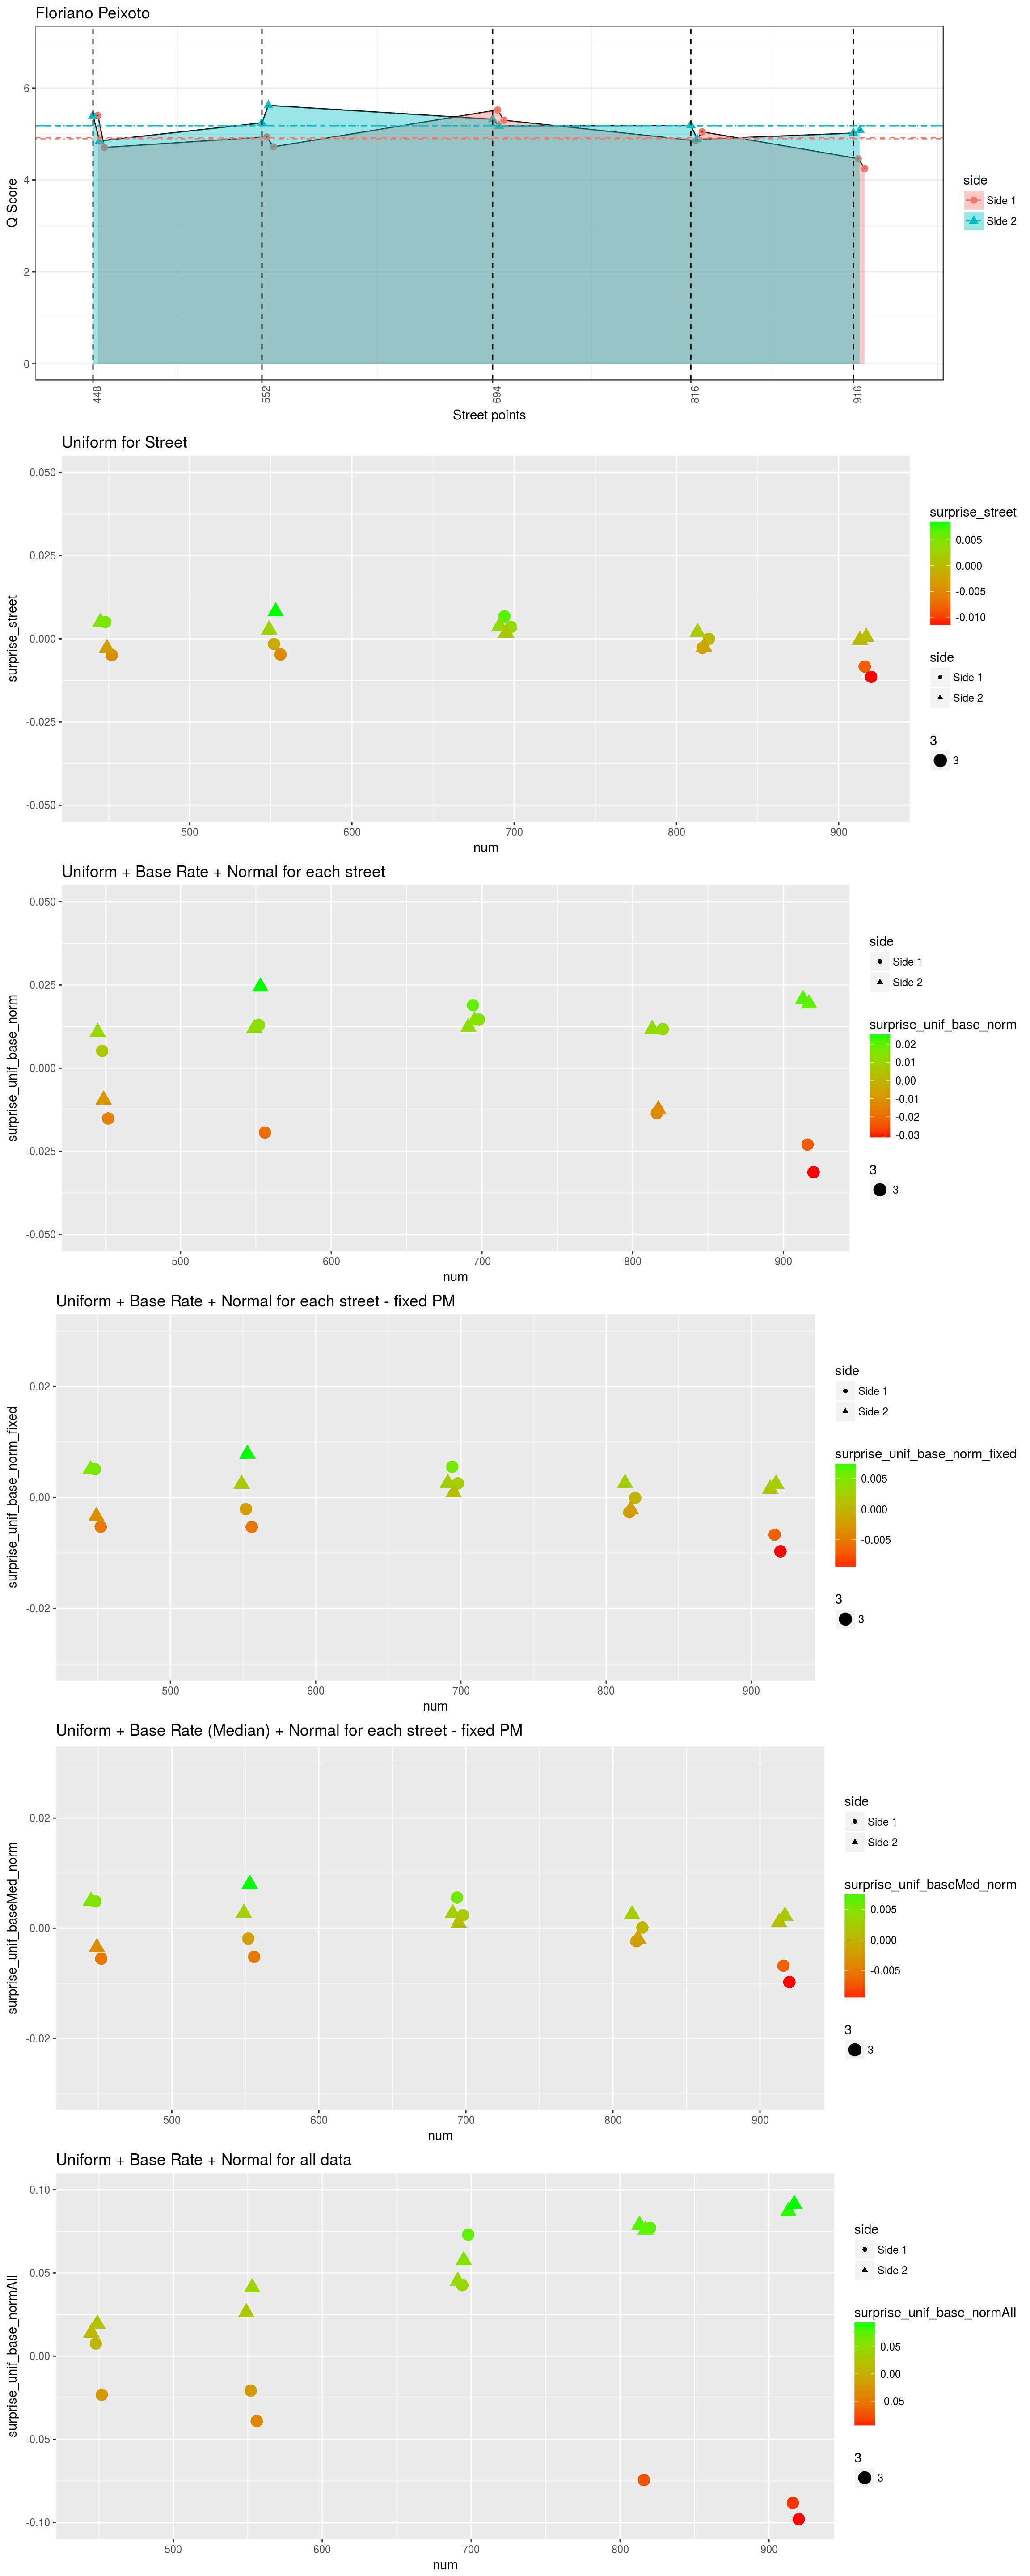 Floriano Peixoto
6
4
2
0
Q-Score
448
552
694
816
916
Street points
side
Side 1
Side 2
Uniform for Street
0.050
0.025
0.000
-0.025
-0.050
surprise_street
500
600
700
800
900
num
surprise_street
0.005
0.000
-0.005
-0.010
side
Side 1
Side 2
3
3
Uniform + Base Rate + Normal for each street
0.050
0.025
0.000
-0.025
-0.050
surprise_unif_base_norm
500
600
700
800
900
num
side
Side 1
Side 2
surprise_unif_base_norm
0.02
0.01
0.00
-0.01
-0.02
-0.03
3
3
Uniform + Base Rate + Normal for each street - fixed PM
0.02
0.00
-0.02
surprise_unif_base_norm_fixed
500
600
700
800
900
num
side
Side 1
Side 2
surprise_unif_base_norm_fixed
0.005
0.000
-0.005
3
3
Uniform + Base Rate (Median) + Normal for each street - fixed PM
0.02
0.00
-0.02
surprise_unif_baseMed_norm
500
600
700
800
900
num
side
Side 1
Side 2
surprise_unif_baseMed_norm
0.005
0.000
-0.005
3
3
Uniform + Base Rate + Normal for all data
0.10
0.05
0.00
-0.05
-0.10
surprise_unif_base_normAll
500
600
700
800
900
num
side
Side 1
Side 2
surprise_unif_base_normAll
0.05
0.00
-0.05
3
3